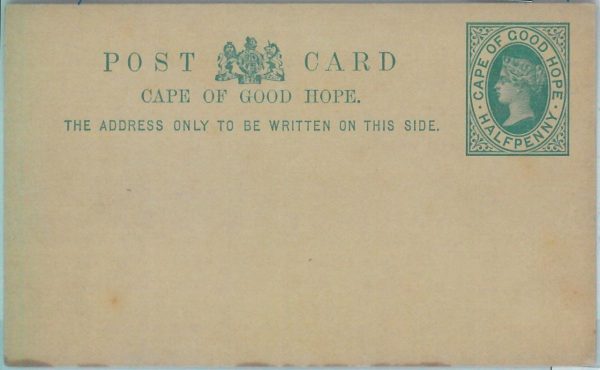 POST CARD
CAPE OF GOOD HOPE.
THE ADDRESS ONLY TO BE WRITTEN ON THIS SIDE.
CAPE OF GOOD HOPE
HALFPENNY